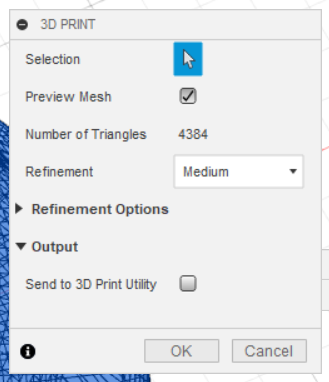 3D PRINT
Selection
Preview Mesh
Number of Triangles 4384
Refinement Medium
Refinement Options
Output
Send to 3D Print Utility
OK Cancel